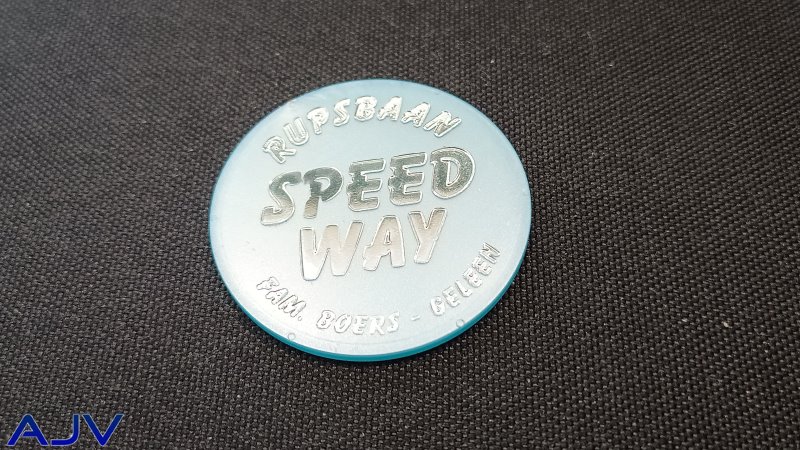 RUPSBAAN
SPEED
WAY
FAM. BOERS - GELEEN
AJV